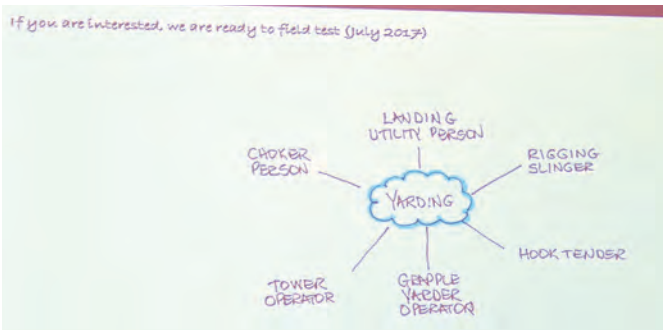 If you are interested, we are ready to field test (July 2017)
LANDING
UTILITY PERSON
CHOKER
PERSON
RIGGING
SLINGER
YARDING
HOOK TENDER
TOWER
OPERATOR
GRAPPLE
YARDER
OPERATOR